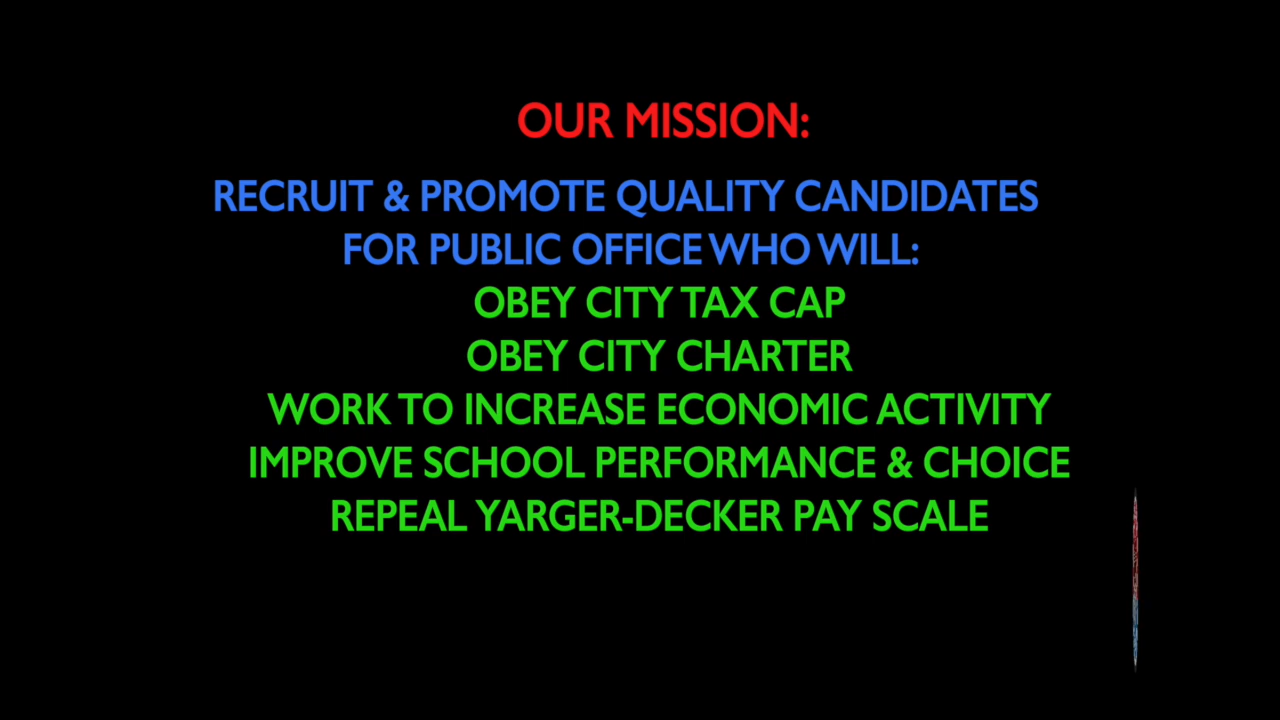 OUR MISSION:
RECRUIT & PROMOTE QUALITY CANDIDATES
FOR PUBLIC OFFICE WHO WILL:
OBEY CITY TAX CAP
OBEY CITY CHARTER
WORK TO INCREASE ECONOMIC ACTIVITY
IMPROVE SCHOOL PERFORMANCE & CHOICE
REPEAL YARGER-DECKER PAY SCALE